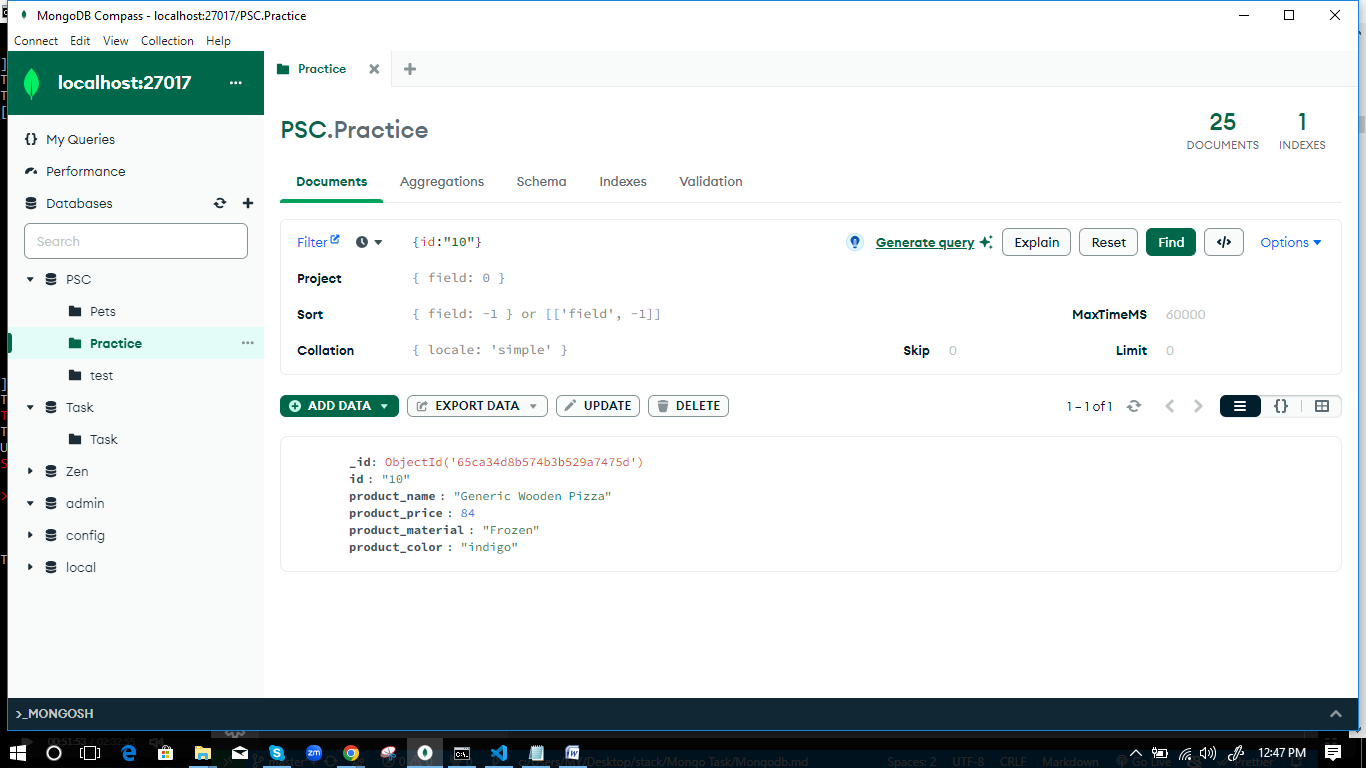 MongoDB Compass - localhost:27017/PSC.Practice
Connect Edit View Collection Help
localhost:27017 ...
Practice
My Queries
Performance
Databases
Search
PSC
Pets
Practice ...
test
Task
Task
Zen
admin
config
local
PSC.Practice
25
DOCUMENTS
1
INDEXES
Documents Aggregations Schema Indexes Validation
Filter {id:"10"} Generate query Explain Reset Find </> Options
Project { field: 0 }
Sort { field: -1 } or [['field', -1]] MaxTimeMS 60000
Collation { locale: 'simple' } Skip 0 Limit 0
ADD DATA EXPORT DATA UPDATE DELETE 1 – 1 of 1 {}
_id: ObjectId('65ca34d8b574b3b529a7475d')
id : "10"
product_name : "Generic Wooden Pizza"
product_price : 84
product_material : "Frozen"
product_color : "indigo"
>_MONGOSH
zm
12:47 PM